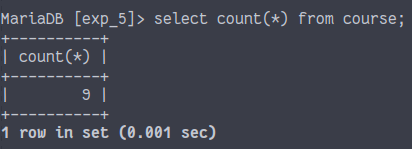 MariaDB [exp_5]> select count(*) from course;
+----------+
| count(*) |
+----------+
|        9 |
+----------+
1 row in set (0.001 sec)